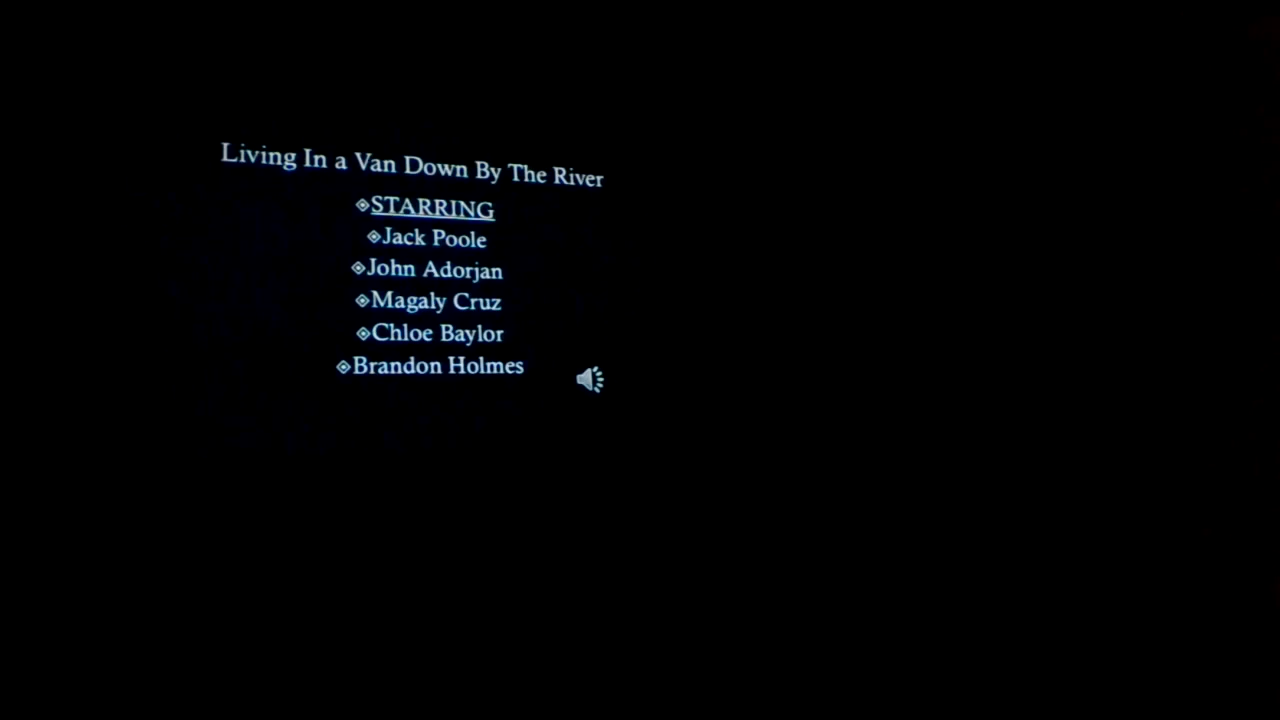 Living In a Van Down By The River
STARRING
Jack Poole
John Adorjan
Magaly Cruz
Chloe Baylor
Brandon Holmes